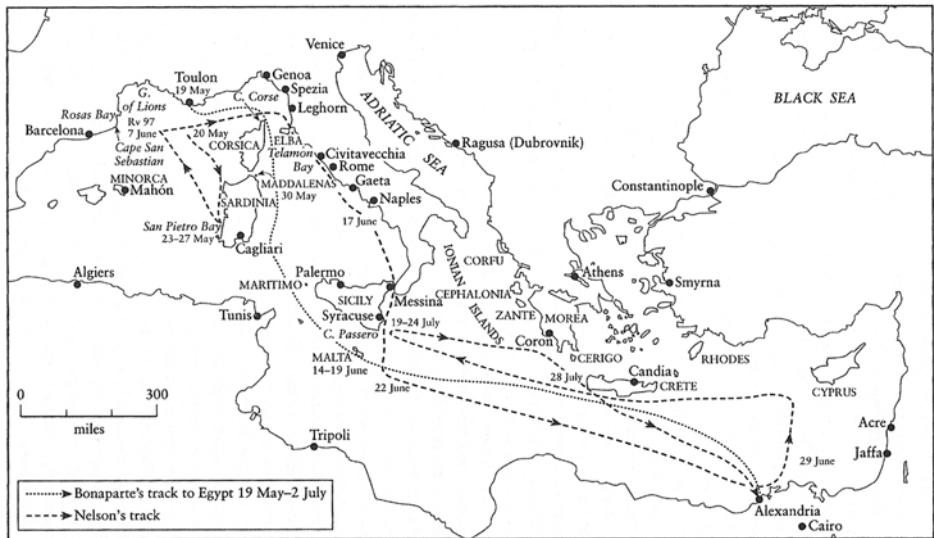 Venice
Genoa
Toulon
19 May
Spezia
C. Corse
Leghorn
G.
of Lions
Rosas Bay
Rv 97
7 June
20 May
Barcelona
CORSICA
ELBA
Telamon
Bay
Cape San
Sebastian
Civitavecchia
Rome
MINORCA
Mahón
MADDALENAS
30 May
Gaeta
Naples
SARDINIA
San Pietro Bay
23–27 May
17 June
Cagliari
ADRIATIC
SEA
Ragusa (Dubrovnik)
BLACK SEA
Constantinople
IONIAN
ISLANDS
CORFU
Athens
Smyrna
Algiers
Palermo
MARITIMO
Messina
CEPHALONIA
SICILY
Tunis
Syracuse
19–24 July
ZANTE
MOREA
C. Passero
Coron
MALTA
14–19 June
CERIGO
RHODES
22 June
28 July
Candia
CRETE
CYPRUS
0
300
miles
Acre
Tripoli
Jaffa
29 June
Bonaparte's track to Egypt 19 May–2 July
Nelson's track
Alexandria
Cairo